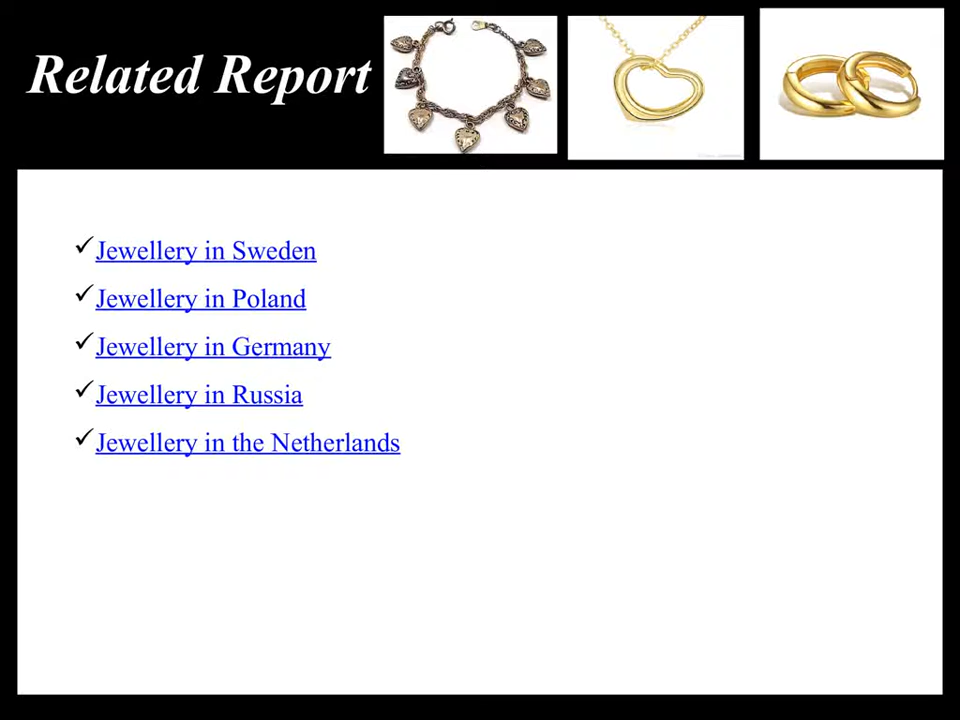 Related Report
Jewellery in Sweden
Jewellery in Poland
Jewellery in Germany
Jewellery in Russia
Jewellery in the Netherlands